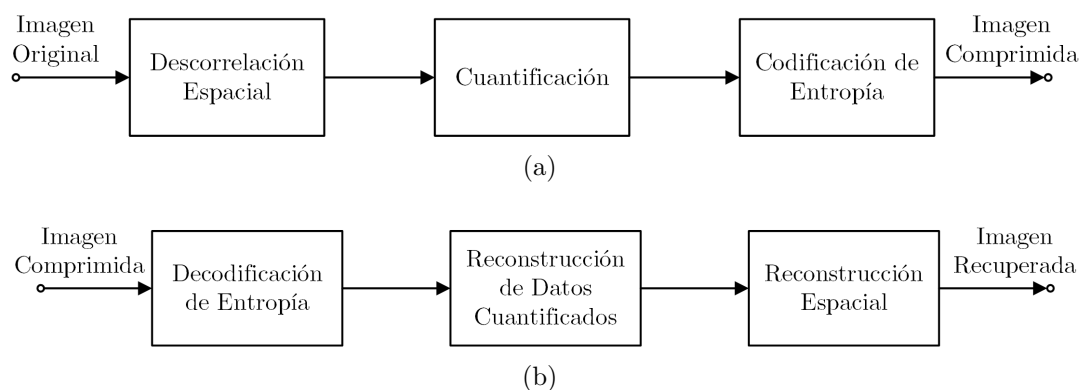 Imagen
Original
Descorrelación
Espacial
Cuantificación
Codificación de
Entropía
Imagen
Comprimida
(a)
Imagen
Comprimida
Decodificación
de Entropía
Reconstrucción
de Datos
Cuantificados
Reconstrucción
Espacial
Imagen
Recuperada
(b)